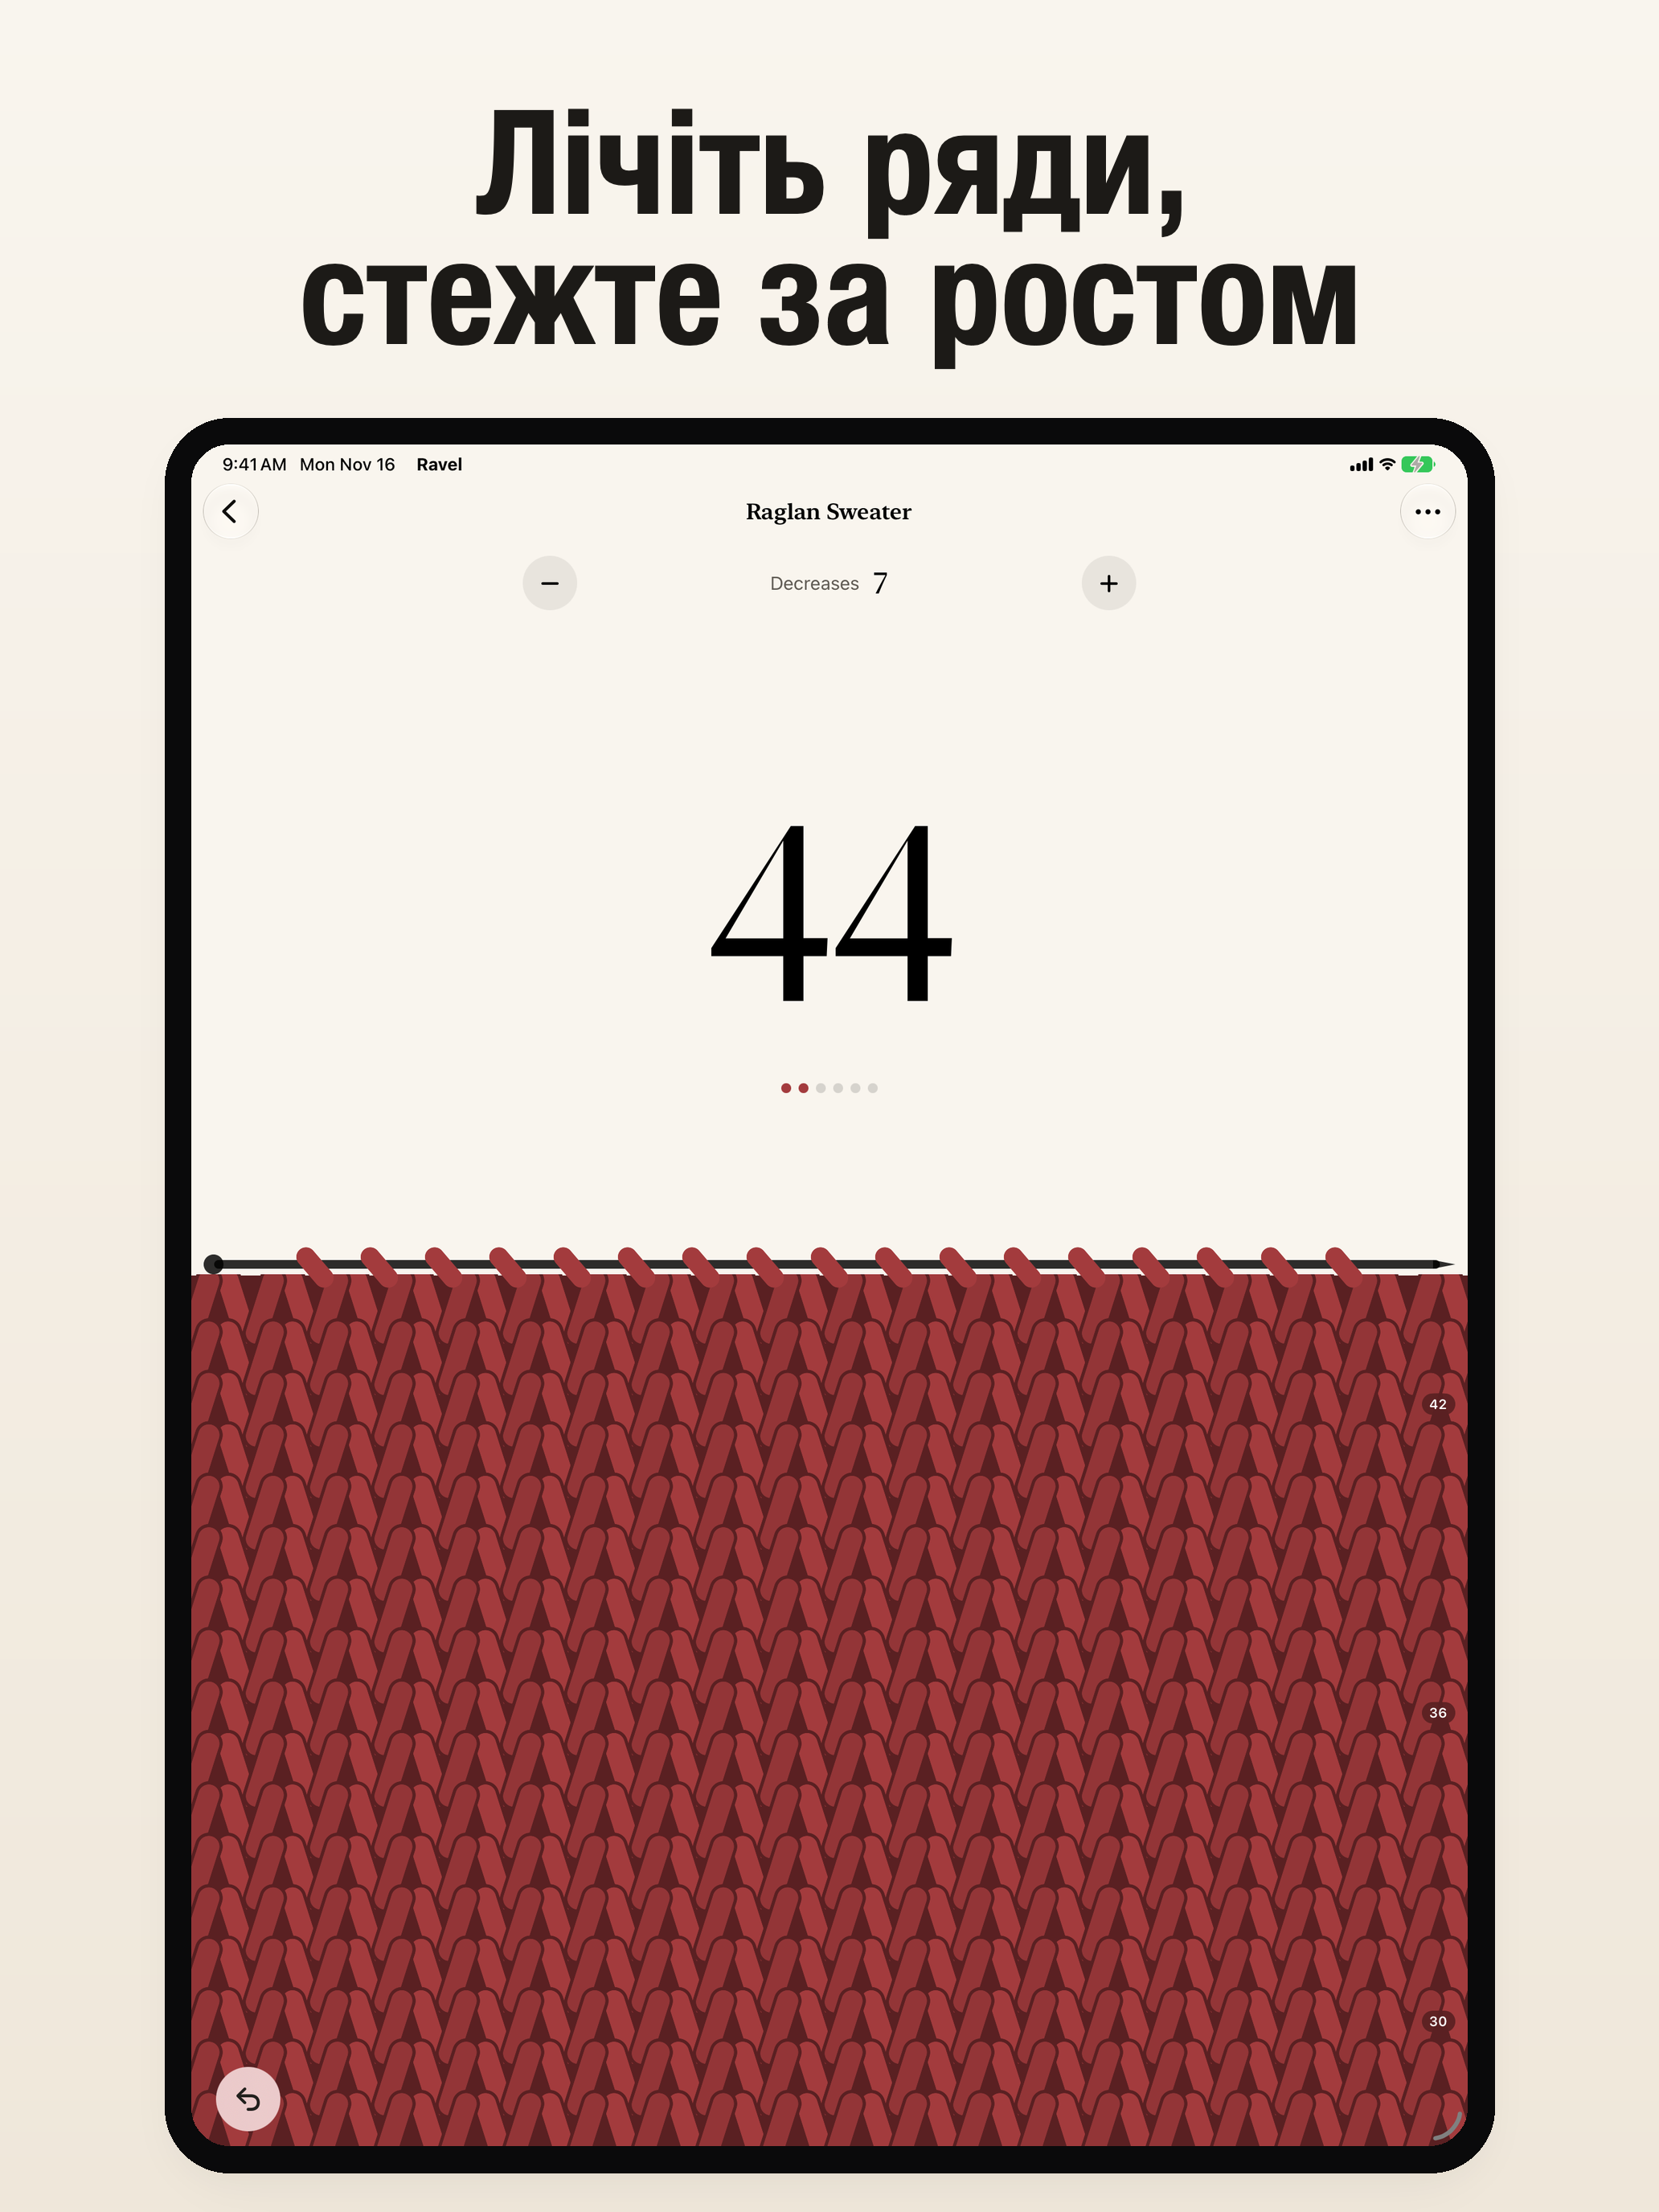 Лічіть ряди,
стежте за ростом
9:41 AM Mon Nov 16 Ravel
Raglan Sweater
Decreases 7
44
42
36
30